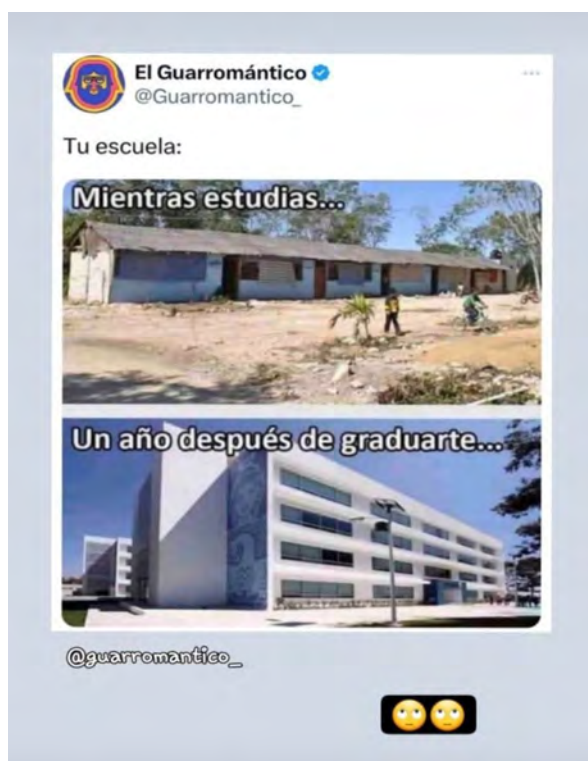 El Guarromántico
@Guarromantico_
Tu escuela:
Mientras estudias...
Un año después de graduarte...
@guarromantico_